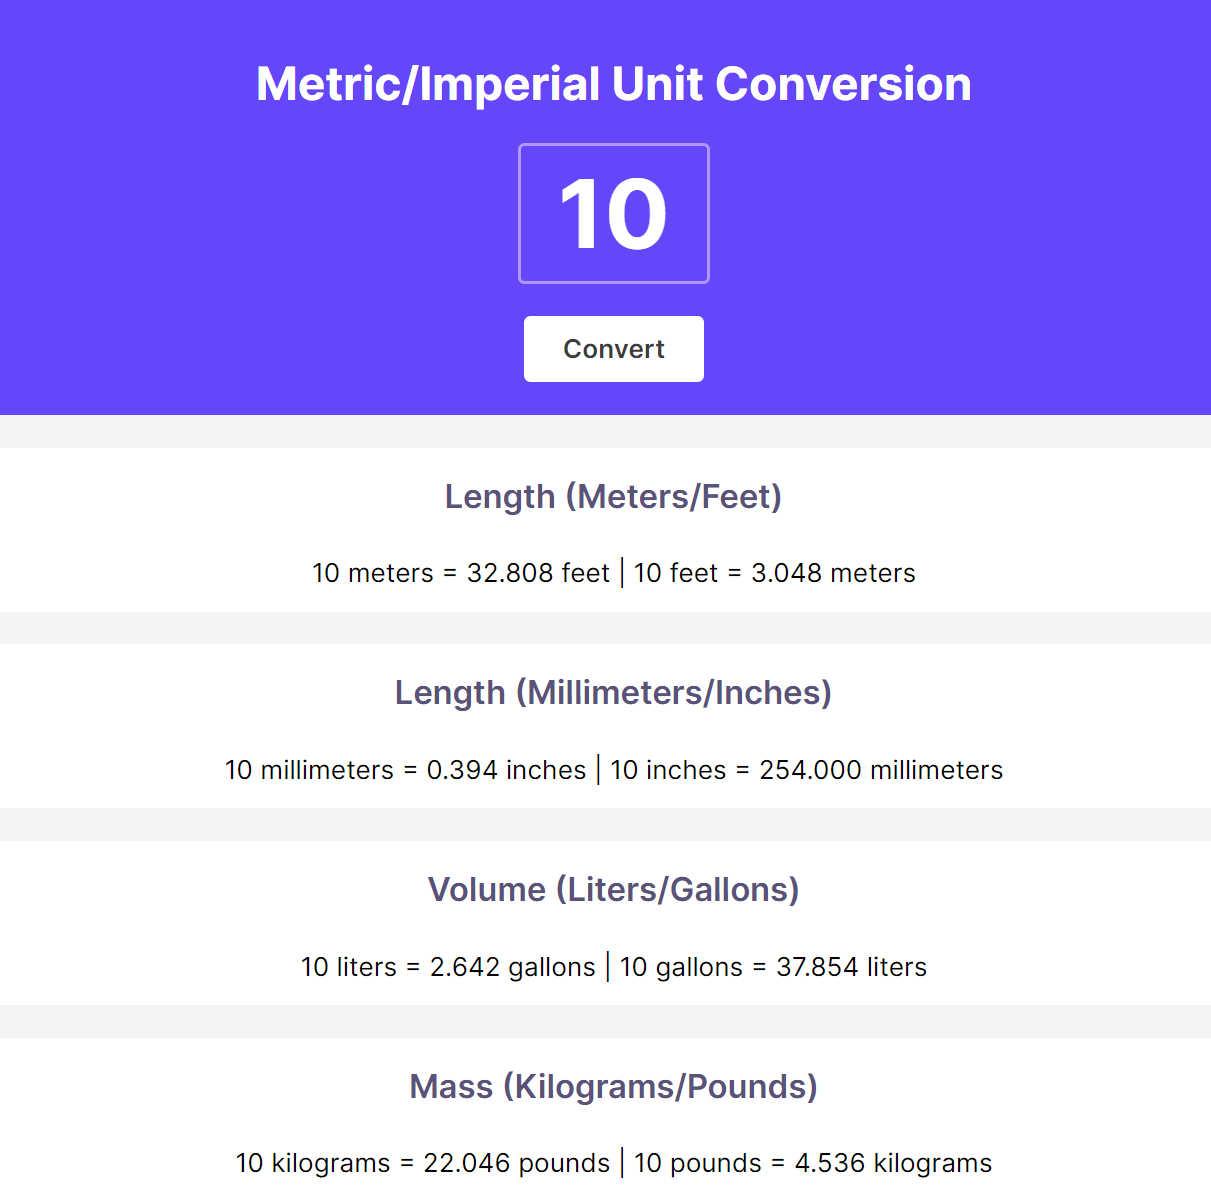 Metric/Imperial Unit Conversion
10
Convert
Length (Meters/Feet)
10 meters = 32.808 feet | 10 feet = 3.048 meters
Length (Millimeters/Inches)
10 millimeters = 0.394 inches | 10 inches = 254.000 millimeters
Volume (Liters/Gallons)
10 liters = 2.642 gallons | 10 gallons = 37.854 liters
Mass (Kilograms/Pounds)
10 kilograms = 22.046 pounds | 10 pounds = 4.536 kilograms